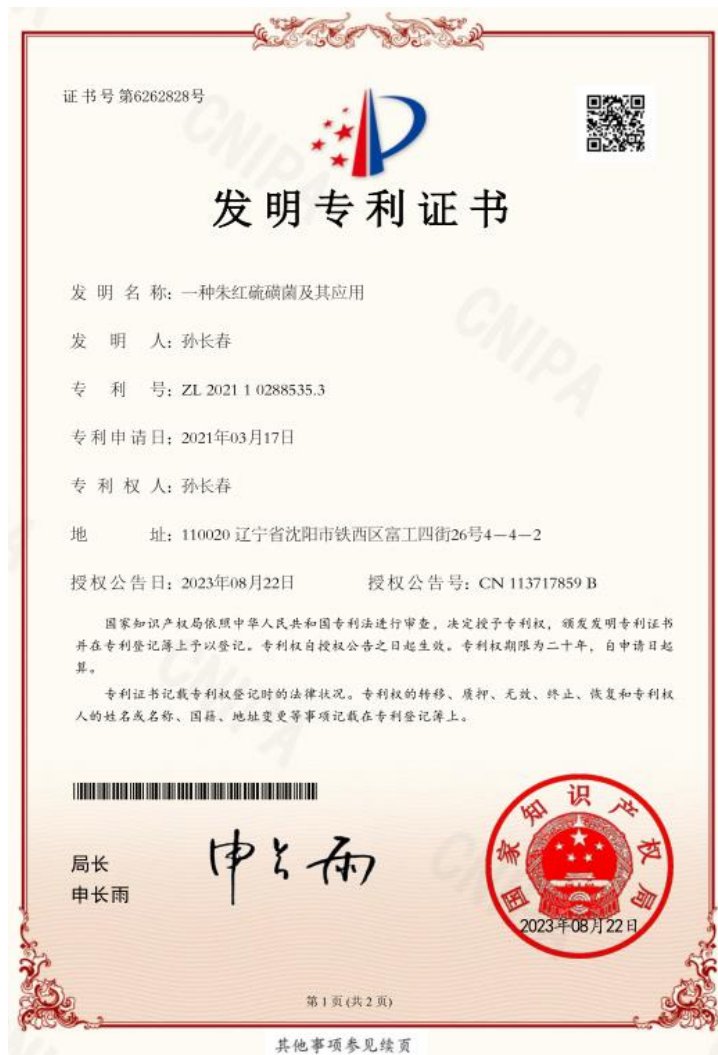 证书号第6262828号
发明专利证书
发明名称：一种朱红硫磺菌及其应用
发明人：孙长春
专利号：ZL 2021 1 0288535.3
专利申请日：2021年03月17日
专利权人：孙长春
地址：110020 辽宁省沈阳市铁西区富工四街26号4—4—2
授权公告日：2023年08月22日 授权公告号：CN 113717859 B
国家知识产权局依照中华人民共和国专利法进行审查，决定授予专利权，颁发发明专利证书
并在专利登记簿上予以登记。专利权自授权公告之日起生效。专利权期限为二十年，自申请日起
算。
专利证书记载专利权登记时的法律状况。专利权的转移、质押、无效、终止、恢复和专利权
人的姓名或名称、国籍、地址变更等事项记载在专利登记簿上。
局长
申长雨
申长雨
国家知识产权局
2023年08月22日
第 1 页 (共 2 页)
其他事项参见续页
CNIPA
CNIPA
CNIPA
CNIPA